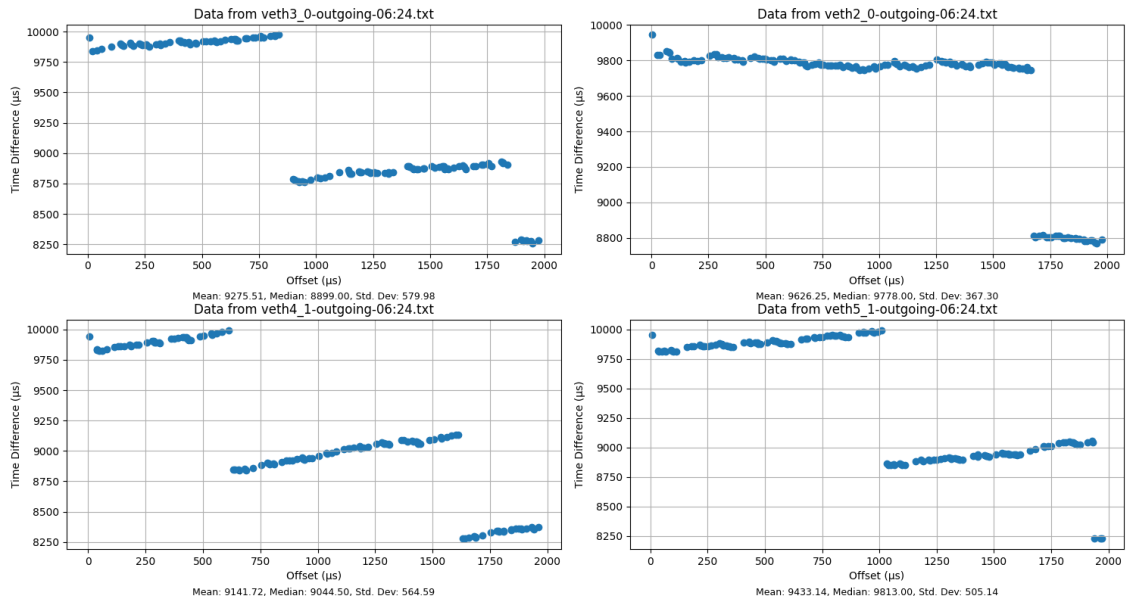 Data from veth3_0-outgoing-06:24.txt
Time Difference (µs)
10000
9750
9500
9250
9000
8750
8500
8250
0 250 500 750 1000 1250 1500 1750 2000
Offset (µs)
Mean: 9275.51, Median: 8899.00, Std. Dev: 579.98
Data from veth2_0-outgoing-06:24.txt
Time Difference (µs)
10000
9800
9600
9400
9200
9000
8800
0 250 500 750 1000 1250 1500 1750 2000
Offset (µs)
Mean: 9626.25, Median: 9778.00, Std. Dev: 367.30
Data from veth4_1-outgoing-06:24.txt
Time Difference (µs)
10000
9750
9500
9250
9000
8750
8500
8250
0 250 500 750 1000 1250 1500 1750 2000
Offset (µs)
Mean: 9141.72, Median: 9044.50, Std. Dev: 564.59
Data from veth5_1-outgoing-06:24.txt
Time Difference (µs)
10000
9750
9500
9250
9000
8750
8500
8250
0 250 500 750 1000 1250 1500 1750 2000
Offset (µs)
Mean: 9433.14, Median: 9813.00, Std. Dev: 505.14